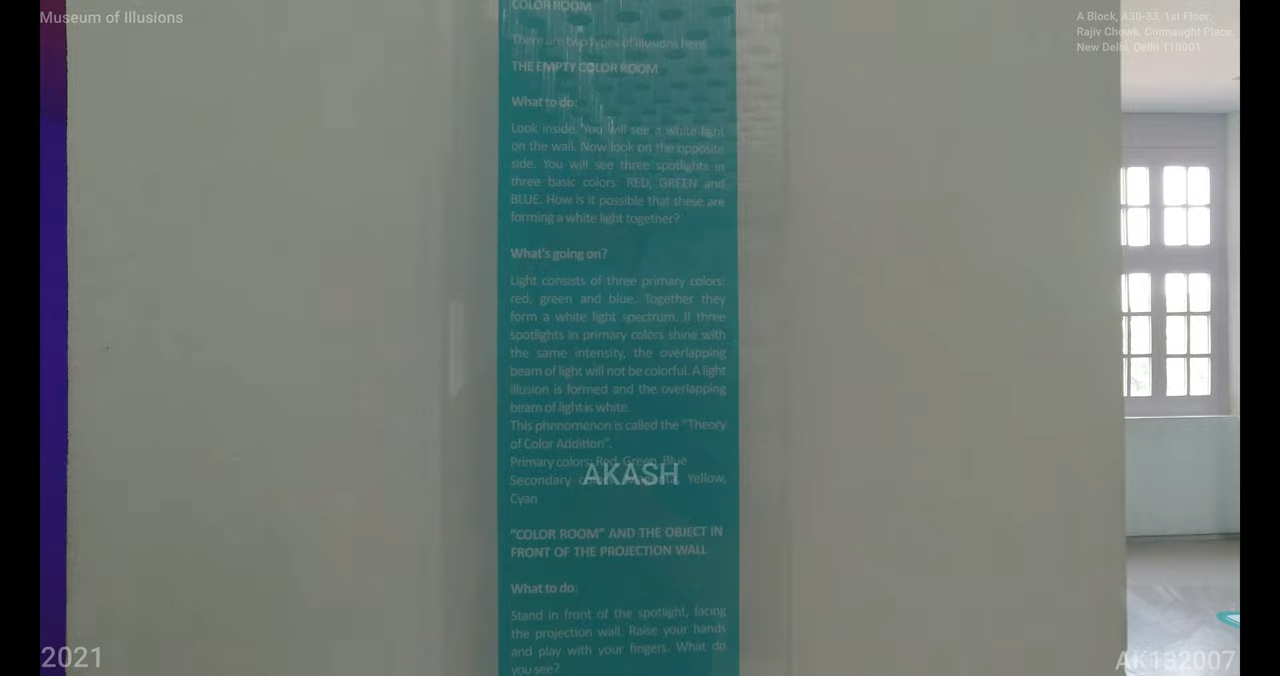 Museum of Illusions
A Block, A30-33, 1st Floor,
Rajiv Chowk, Connaught Place,
New Delhi, Delhi 110001
COLOR ROOM
There are two types of illusions here
THE EMPTY COLOR ROOM
What to do:
Look inside. You will see a white light
on the wall. Now look on the opposite
side. You will see three spotlights in
three basic colors: RED, GREEN and
BLUE. How is it possible that these are
forming a white light together?
What's going on?
Light consists of three primary colors:
red, green and blue. Together they
form a white light spectrum. If three
spotlights in primary colors shine with
the same intensity, the overlapping
beam of light will not be colorful. A light
illusion is formed and the overlapping
beam of light is white.
This phenomenon is called the "Theory
of Color Addition".
Primary colors: Red, Green, Blue
Secondary Yellow,
Cyan
AKASH
"COLOR ROOM" AND THE OBJECT IN
FRONT OF THE PROJECTION WALL
What to do:
Stand in front of the spotlight, facing
the projection wall. Raise your hands
and play with your fingers. What do
you see?
2021
AK132007